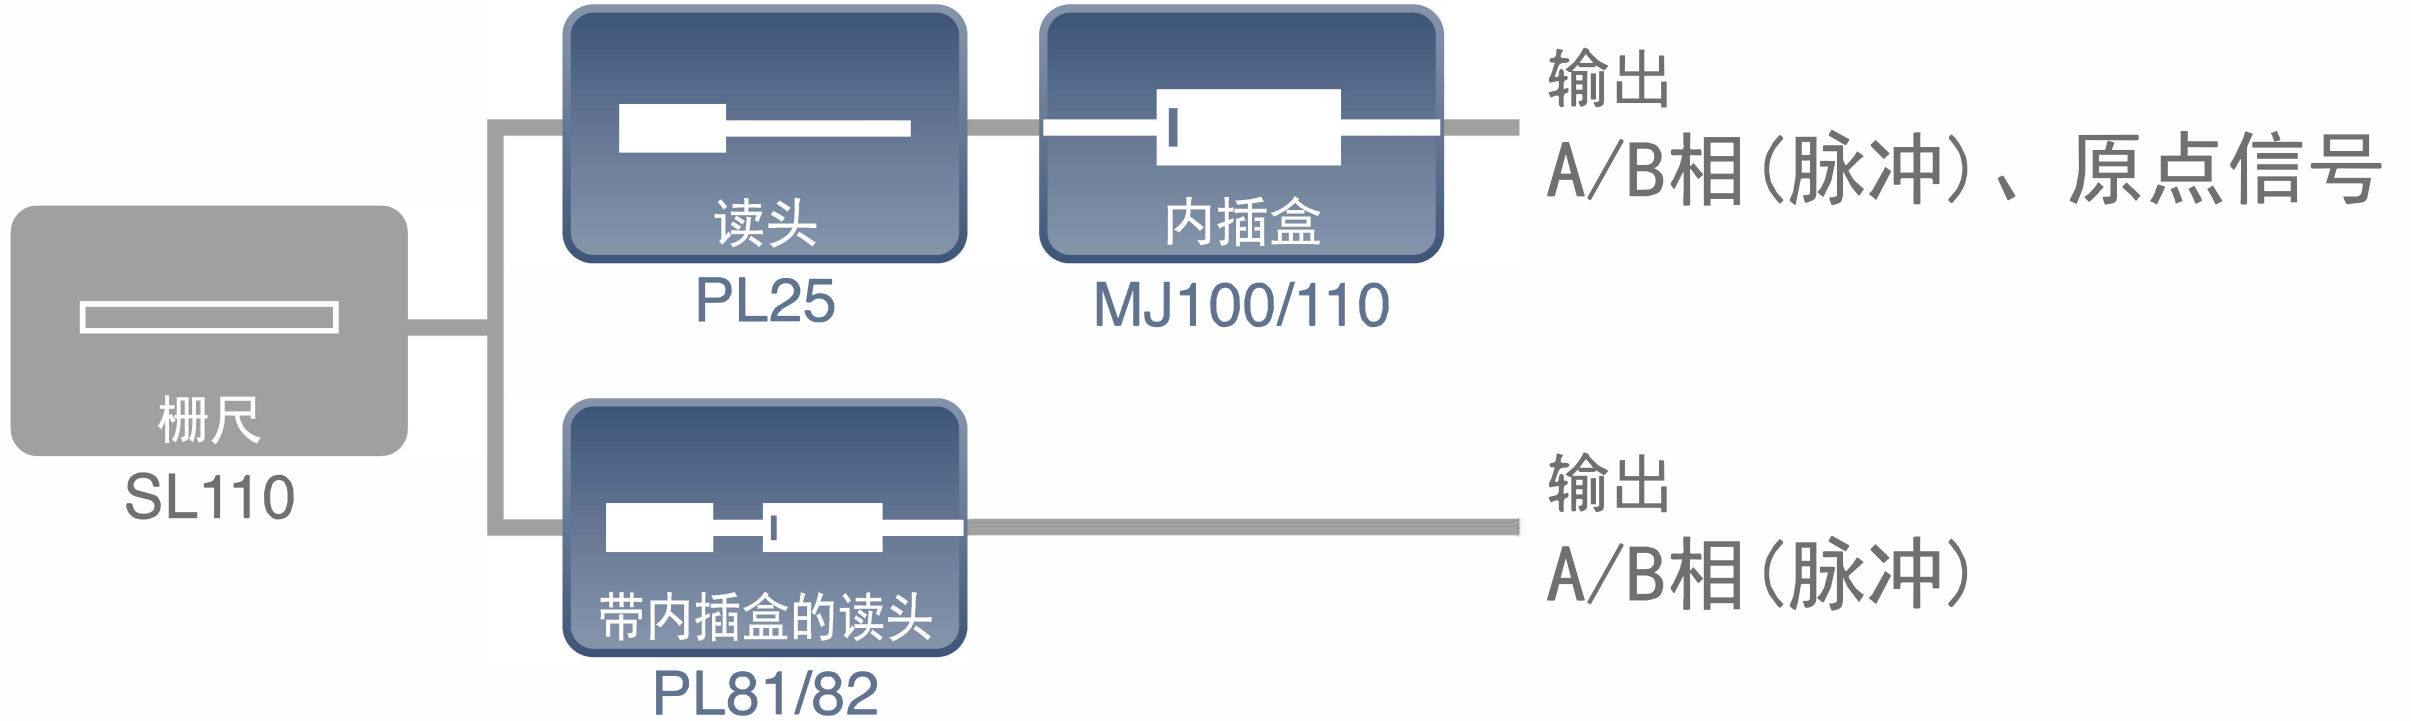 栅尺
SL110
读头
PL25
内插盒
MJ100/110
输出
A/B相(脉冲)、原点信号
带内插盒的读头
PL81/82
输出
A/B相(脉冲)